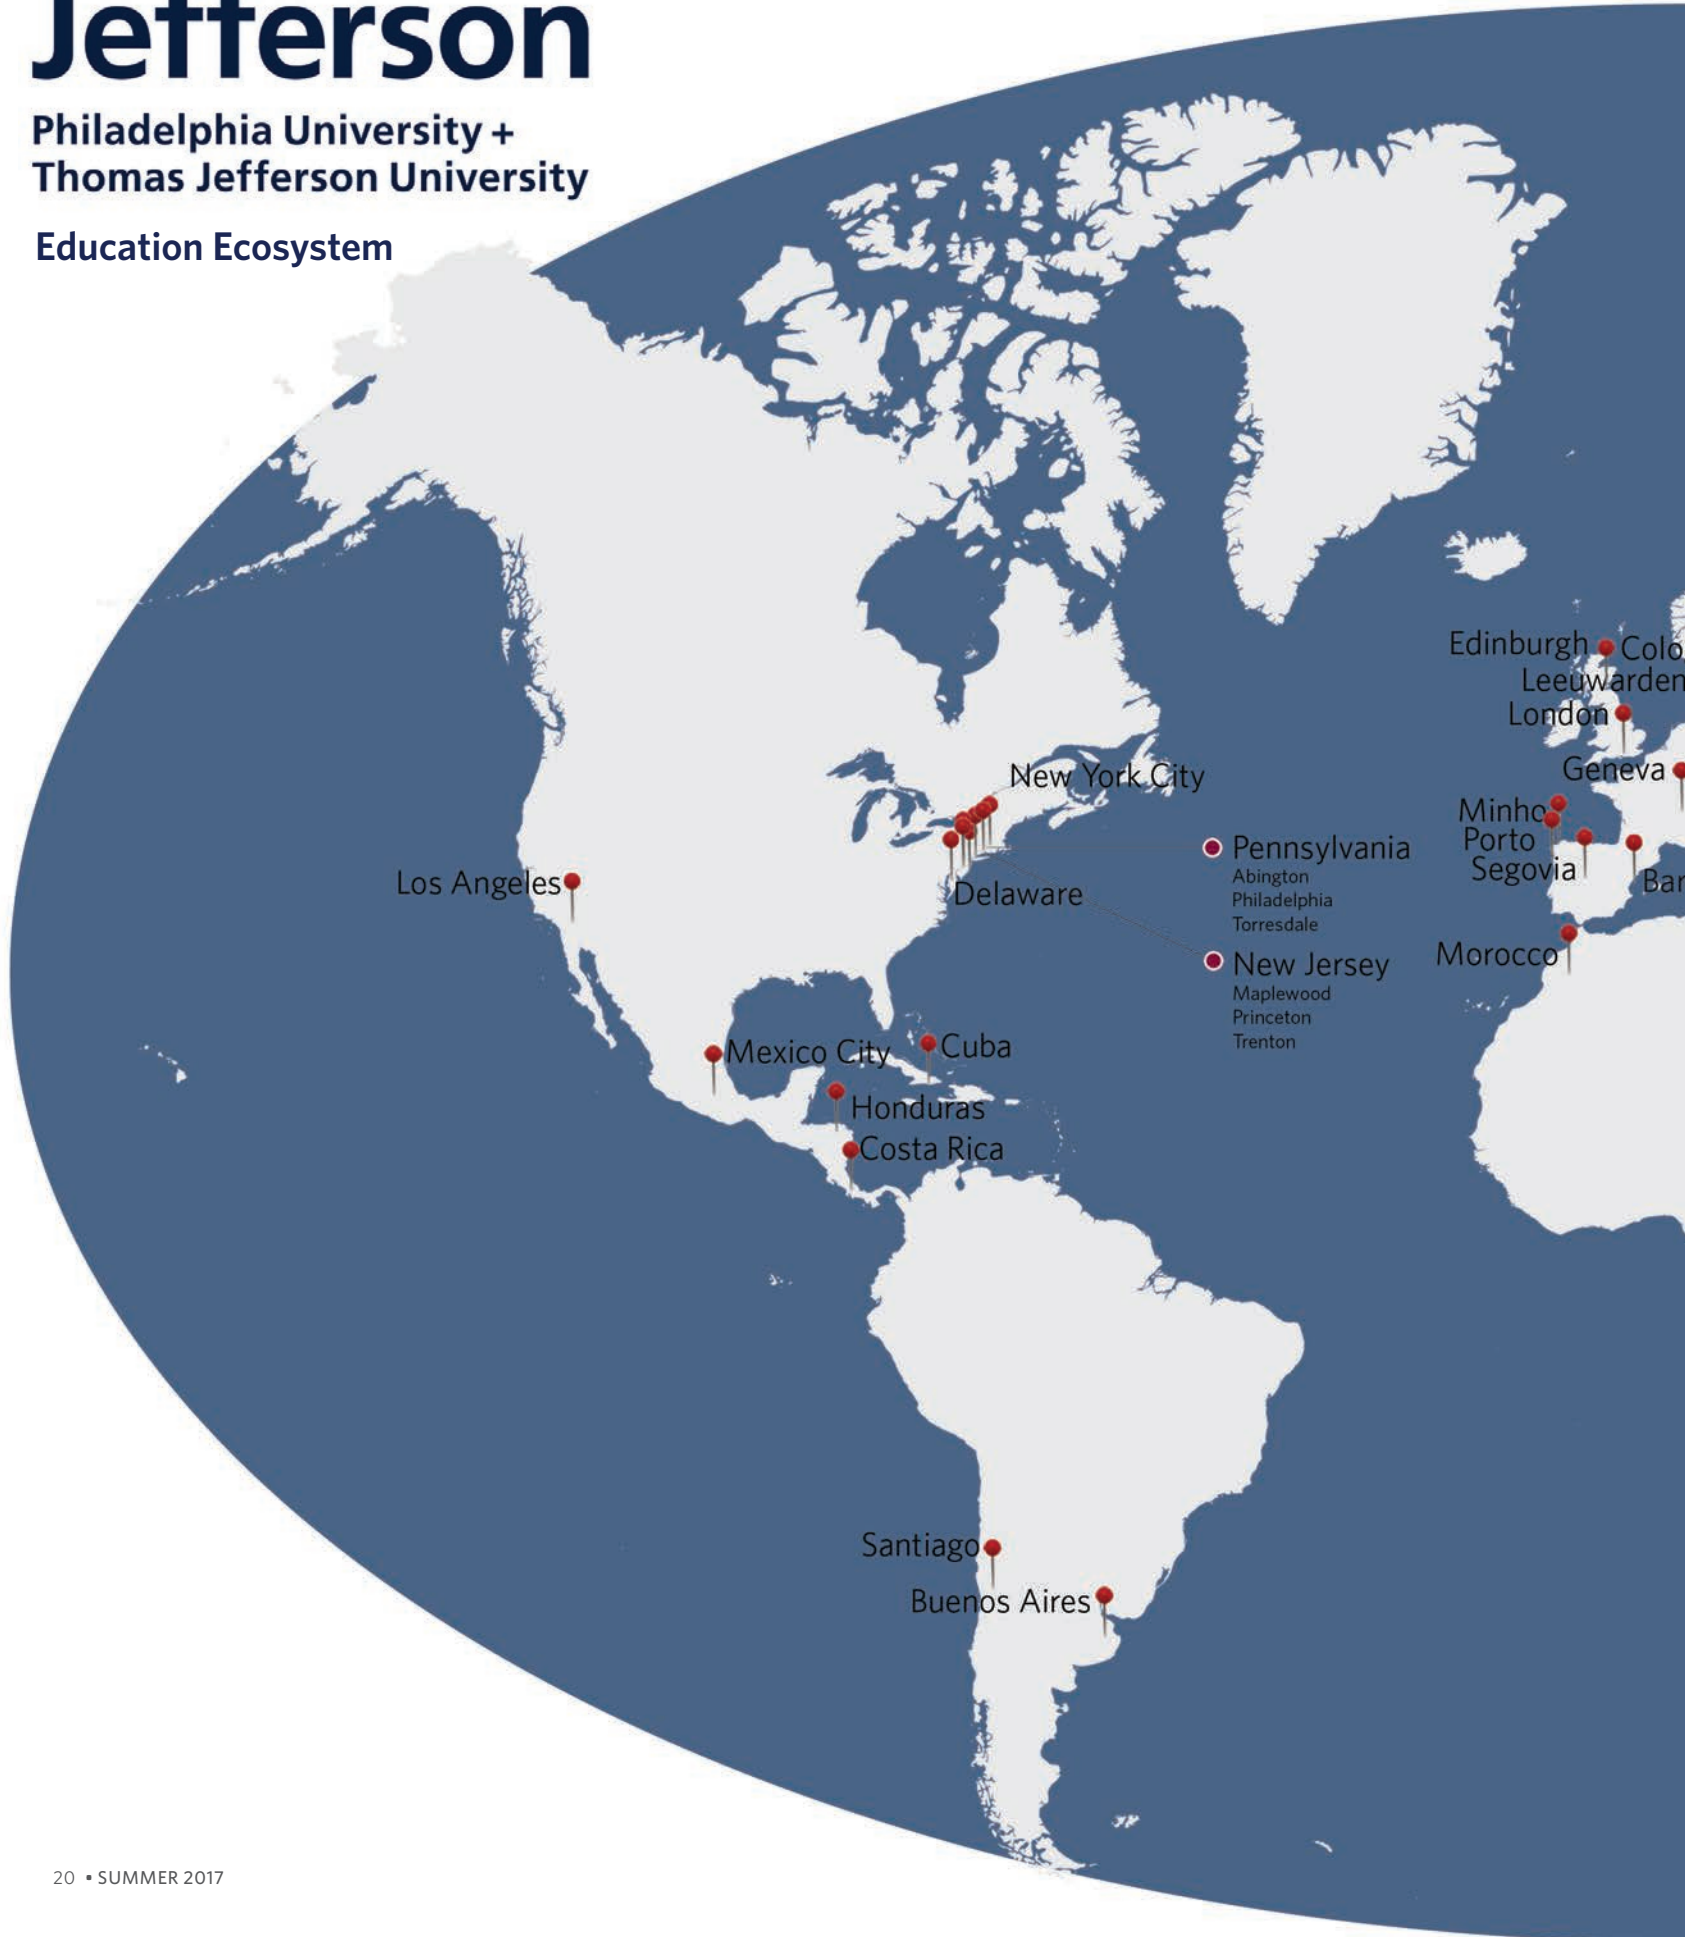 Jefferson
Philadelphia University +
Thomas Jefferson University
Education Ecosystem
Edinburgh
Colo
Leeuwarden
London
Geneva
New York City
Minho
Porto
Segovia
Bar
Pennsylvania
Abington
Philadelphia
Torresdale
Los Angeles
Delaware
Morocco
New Jersey
Maplewood
Princeton
Trenton
Mexico City
Cuba
Honduras
Costa Rica
Santiago
Buenos Aires
20 ▪ SUMMER 2017